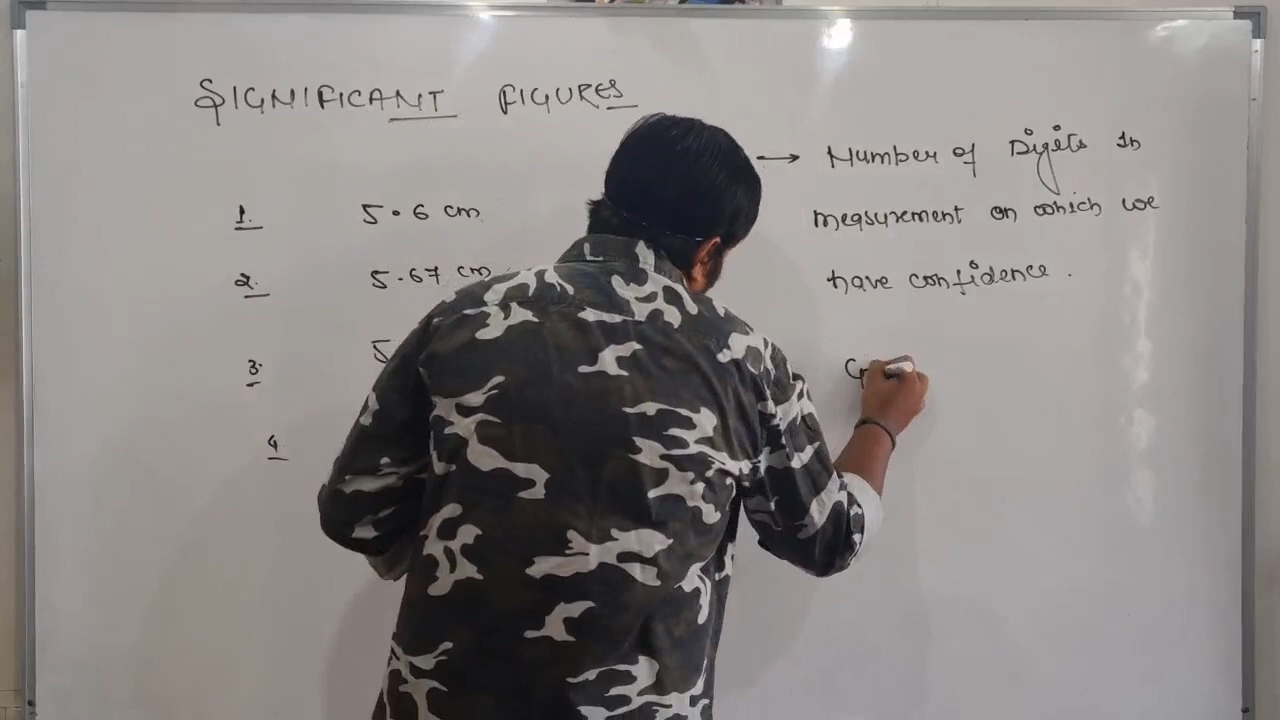 SIGNIFICANT FIGURES
1. 5.6 cm
2. 5.67 cm
3. 5
4
→ Number of Digits In
measurement on which we
have confidence.